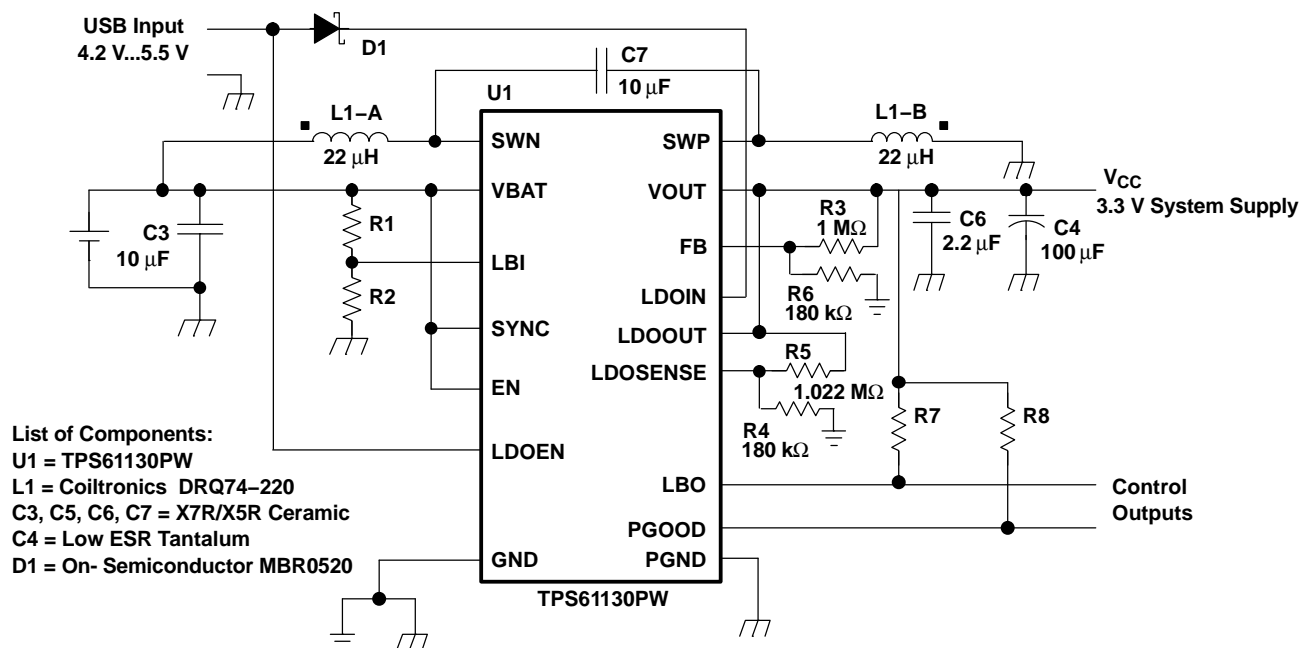 USB Input
4.2 V...5.5 V
D1
C7
10 µF
U1
L1–A
22 µH
SWN
SWP
L1–B
22 µH
VBAT
VOUT
VCC
3.3 V System Supply
C3
10 µF
R1
R3
1 MΩ
C6
2.2 µF
C4
100 µF
FB
LBI
R2
R6
180 kΩ
LDOIN
SYNC
LDOOUT
R5
1.022 MΩ
LDOSENSE
EN
R4
180 kΩ
R7
R8
List of Components:
U1 = TPS61130PW
L1 = Coiltronics DRQ74–220
C3, C5, C6, C7 = X7R/X5R Ceramic
C4 = Low ESR Tantalum
D1 = On- Semiconductor MBR0520
LDOEN
LBO
Control
Outputs
PGOOD
GND
PGND
TPS61130PW